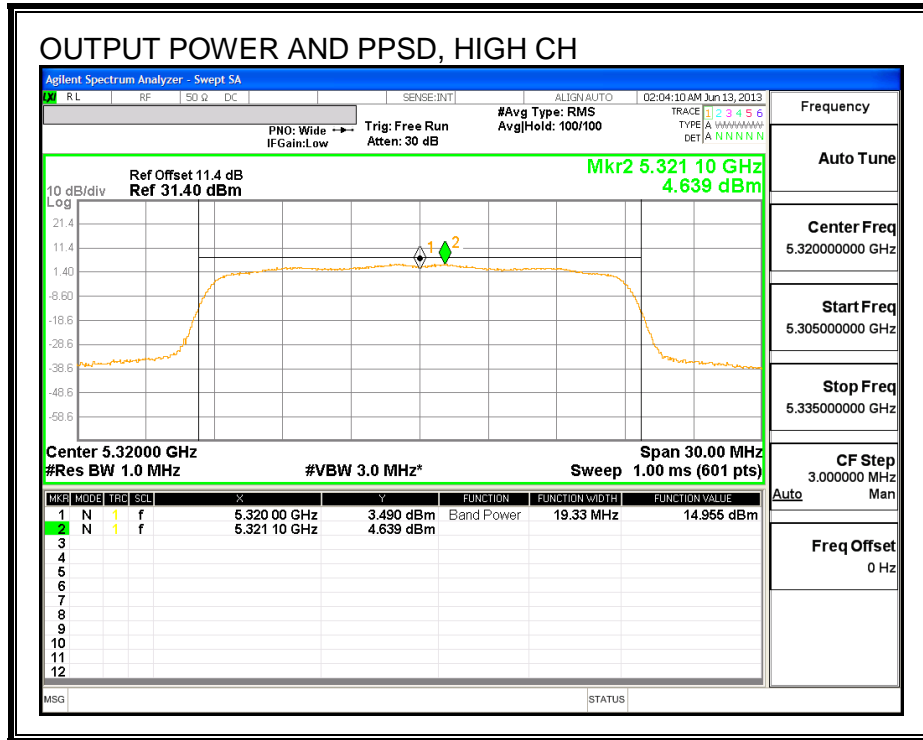 OUTPUT POWER AND PPSD, HIGH CH
Agilent Spectrum Analyzer - Swept SA
LXI RL RF 50 Ω DC SENSE:INT ALIGN AUTO 02:04:10 AM Jun 13, 2013
PNO: Wide IFGain:Low
Trig: Free Run
Atten: 30 dB
#Avg Type: RMS
Avg|Hold: 100/100
TRACE 1 2 3 4 5 6
TYPE A WWWWWW
DET A N N N N N
Ref Offset 11.4 dB
10 dB/div Ref 31.40 dBm
Log
Mkr2 5.321 10 GHz
4.639 dBm
21.4
11.4
1.40
-8.60
-18.6
-28.6
-38.6
-48.6
-58.6
1
2
Center 5.32000 GHz Span 30.00 MHz
#Res BW 1.0 MHz #VBW 3.0 MHz* Sweep 1.00 ms (601 pts)
MKR MODE TRC SCL X Y FUNCTION FUNCTION WIDTH FUNCTION VALUE
1 N 1 f 5.320 00 GHz 3.490 dBm Band Power 19.33 MHz 14.955 dBm
2 N 1 f 5.321 10 GHz 4.639 dBm
3
4
5
6
7
8
9
10
11
12
MSG STATUS
Frequency
Auto Tune
Center Freq
5.320000000 GHz
Start Freq
5.305000000 GHz
Stop Freq
5.335000000 GHz
CF Step
3.000000 MHz
Auto Man
Freq Offset
0 Hz